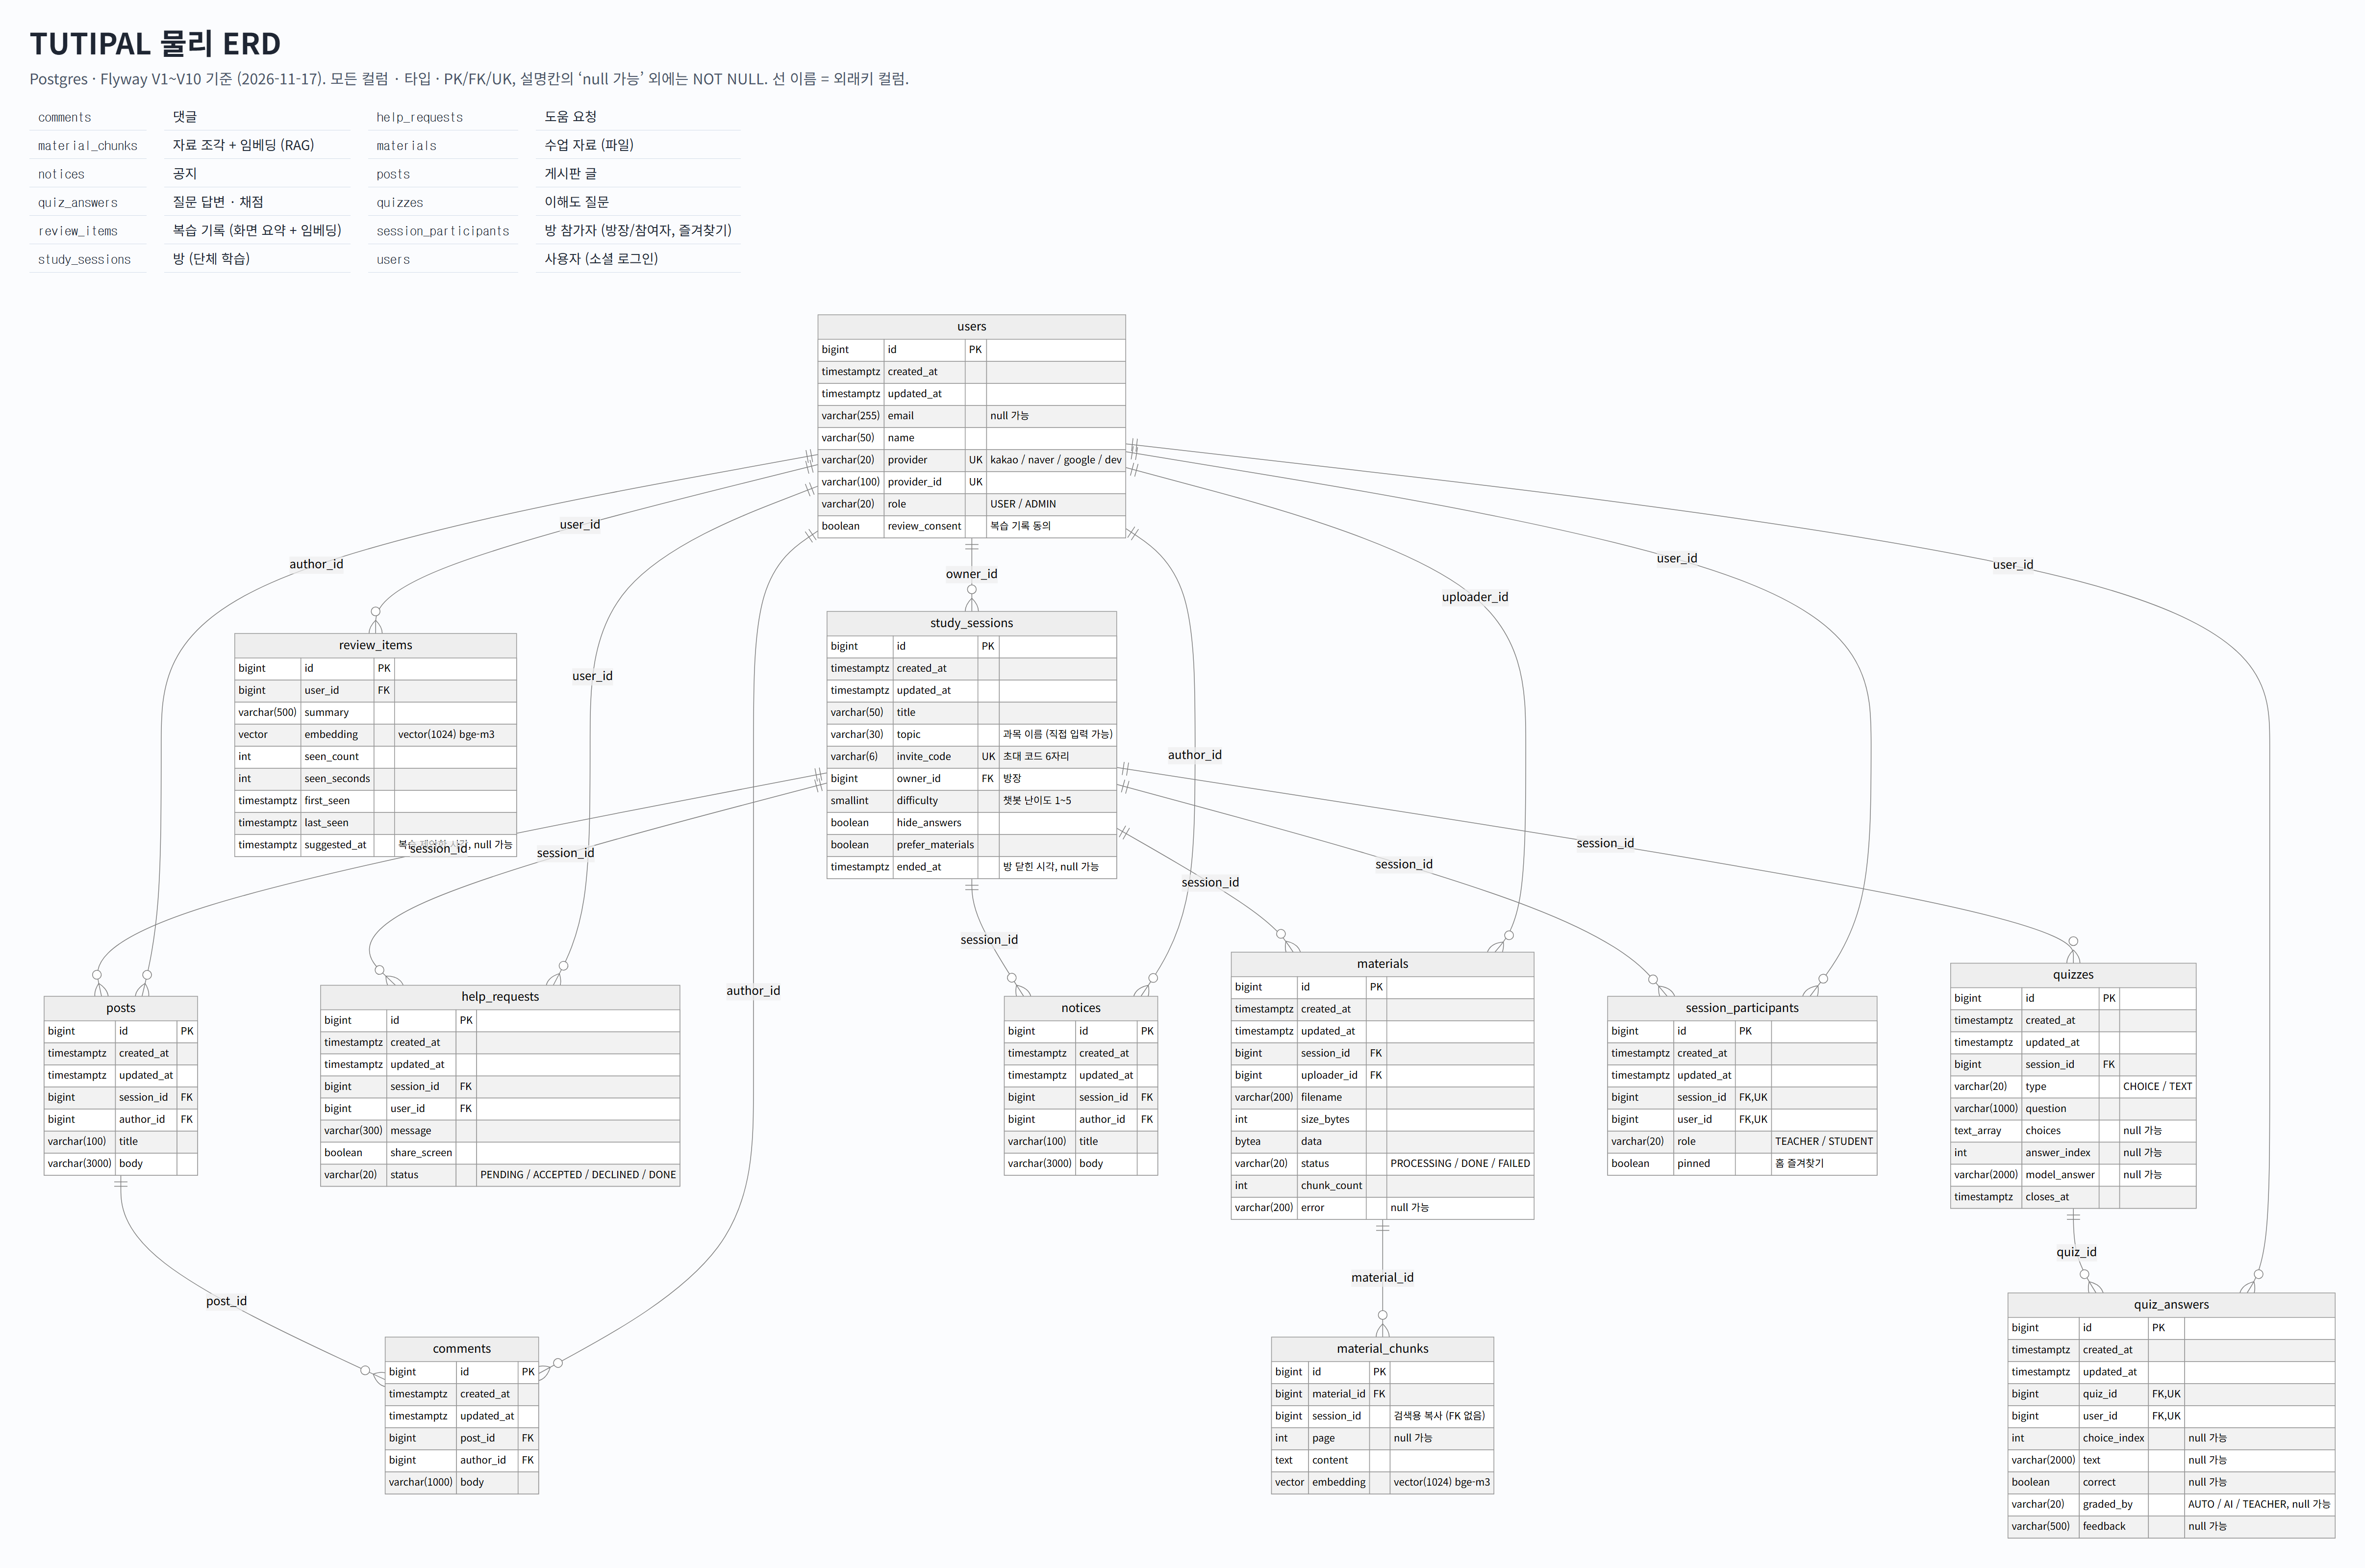 TUTIPAL 물리 ERD
Postgres · Flyway V1~V10 기준 (2026-11-17). 모든 컬럼 · 타입 · PK/FK/UK, 설명칸의 ‘null 가능’ 외에는 NOT NULL. 선 이름 = 외래키 컬럼.
comments 댓글 help_requests 도움 요청
material_chunks 자료 조각 + 임베딩 (RAG) materials 수업 자료 (파일)
notices 공지 posts 게시판 글
quiz_answers 질문 답변 · 채점 quizzes 이해도 질문
review_items 복습 기록 (화면 요약 + 임베딩) session_participants 방 참가자 (방장/참여자, 즐겨찾기)
study_sessions 방 (단체 학습) users 사용자 (소셜 로그인)
users
bigint id PK
timestamptz created_at
timestamptz updated_at
varchar(255) email null 가능
varchar(50) name
varchar(20) provider UK kakao / naver / google / dev
varchar(100) provider_id UK
varchar(20) role USER / ADMIN
boolean review_consent 복습 기록 동의
author_id
user_id
user_id
owner_id
author_id
uploader_id
user_id
user_id
review_items
bigint id PK
bigint user_id FK
varchar(500) summary
vector embedding vector(1024) bge-m3
int seen_count
int seen_seconds
timestamptz first_seen
timestamptz last_seen
timestamptz suggested_at 복습 , null 가능
study_sessions
bigint id PK
timestamptz created_at
timestamptz updated_at
varchar(50) title
varchar(30) topic 과목 이름 (직접 입력 가능)
varchar(6) invite_code UK 초대 코드 6자리
bigint owner_id FK 방장
smallint difficulty 챗봇 난이도 1~5
boolean hide_answers
boolean prefer_materials
timestamptz ended_at 방 닫힌 시각, null 가능
session_id
session_id
session_id
session_id
session_id
session_id
author_id
posts
bigint id PK
timestamptz created_at
timestamptz updated_at
bigint session_id FK
bigint author_id FK
varchar(100) title
varchar(3000) body
help_requests
bigint id PK
timestamptz created_at
timestamptz updated_at
bigint session_id FK
bigint user_id FK
varchar(300) message
boolean share_screen
varchar(20) status PENDING / ACCEPTED / DECLINED / DONE
notices
bigint id PK
timestamptz created_at
timestamptz updated_at
bigint session_id FK
bigint author_id FK
varchar(100) title
varchar(3000) body
materials
bigint id PK
timestamptz created_at
timestamptz updated_at
bigint session_id FK
bigint uploader_id FK
varchar(200) filename
int size_bytes
bytea data
varchar(20) status PROCESSING / DONE / FAILED
int chunk_count
varchar(200) error null 가능
session_participants
bigint id PK
timestamptz created_at
timestamptz updated_at
bigint session_id FK,UK
bigint user_id FK,UK
varchar(20) role TEACHER / STUDENT
boolean pinned 홈 즐겨찾기
quizzes
bigint id PK
timestamptz created_at
timestamptz updated_at
bigint session_id FK
varchar(20) type CHOICE / TEXT
varchar(1000) question
text_array choices null 가능
int answer_index null 가능
varchar(2000) model_answer null 가능
timestamptz closes_at
post_id
material_id
quiz_id
comments
bigint id PK
timestamptz created_at
timestamptz updated_at
bigint post_id FK
bigint author_id FK
varchar(1000) body
material_chunks
bigint id PK
bigint material_id FK
bigint session_id 검색용 복사 (FK 없음)
int page null 가능
text content
vector embedding vector(1024) bge-m3
quiz_answers
bigint id PK
timestamptz created_at
timestamptz updated_at
bigint quiz_id FK,UK
bigint user_id FK,UK
int choice_index null 가능
varchar(2000) text null 가능
boolean correct null 가능
varchar(20) graded_by AUTO / AI / TEACHER, null 가능
varchar(500) feedback null 가능